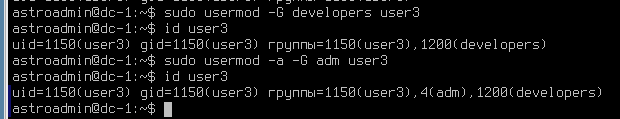 astroadmin@dc-1:~$ sudo usermod -G developers user3
astroadmin@dc-1:~$ id user3
uid=1150(user3) gid=1150(user3) группы=1150(user3),1200(developers)
astroadmin@dc-1:~$ sudo usermod -a -G adm user3
astroadmin@dc-1:~$ id user3
uid=1150(user3) gid=1150(user3) группы=1150(user3),4(adm),1200(developers)
astroadmin@dc-1:~$